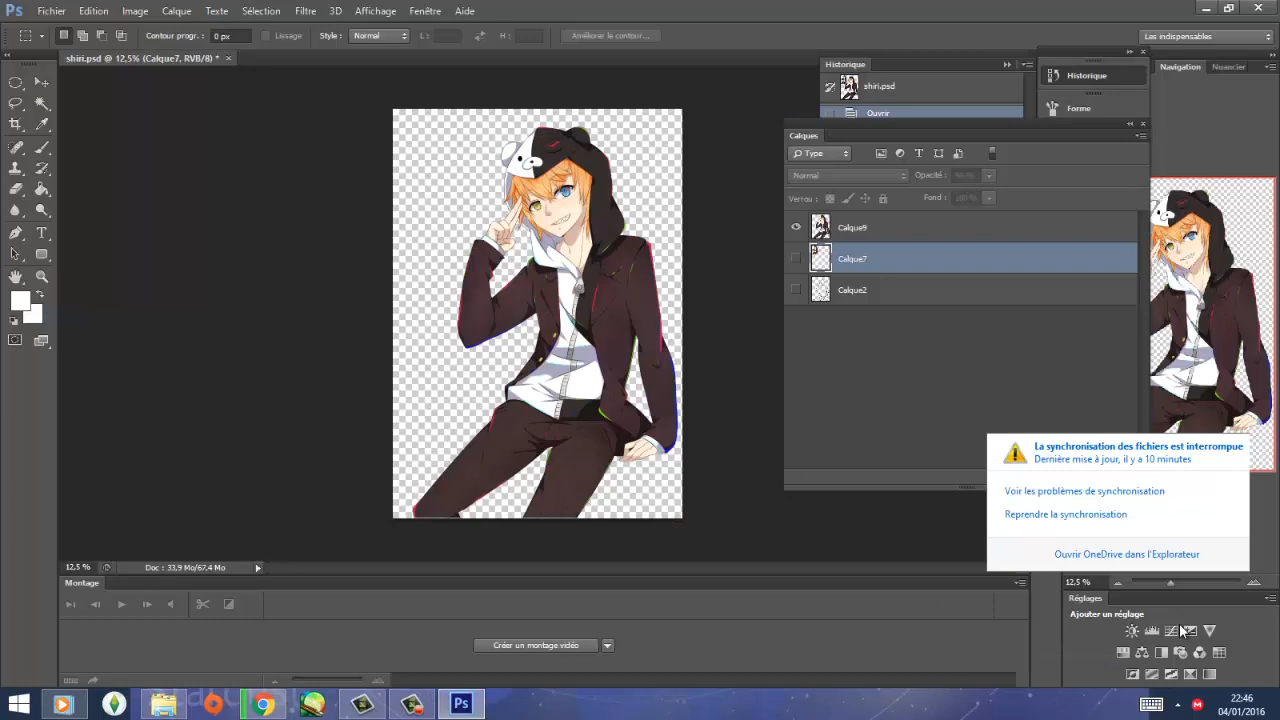 Ps Fichier Edition Image Calque Texte Sélection Filtre 3D Affichage Fenêtre Aide
Contour progr. : 0 px Lissage Style : Normal L : H : Améliorer le contour... Les indispensables
shiri.psd @ 12,5% (Calque7, RVB/8) * ×
Historique
Historique
Navigation Nuancier
shiri.psd
Ouvrir
Forme
Calques
Type
Normal Opacité :
Verrou : Fond :
Calque9
Calque7
Calque2
La synchronisation des fichiers est interrompue
Dernière mise à jour, il y a 10 minutes
Voir les problèmes de synchronisation
Reprendre la synchronisation
Ouvrir OneDrive dans l'Explorateur
12,5 % Doc : 33,9 Mo/67,4 Mo
12,5 %
Montage
Réglages
Ajouter un réglage
Créer un montage vidéo
Ps
22:46
04/01/2016